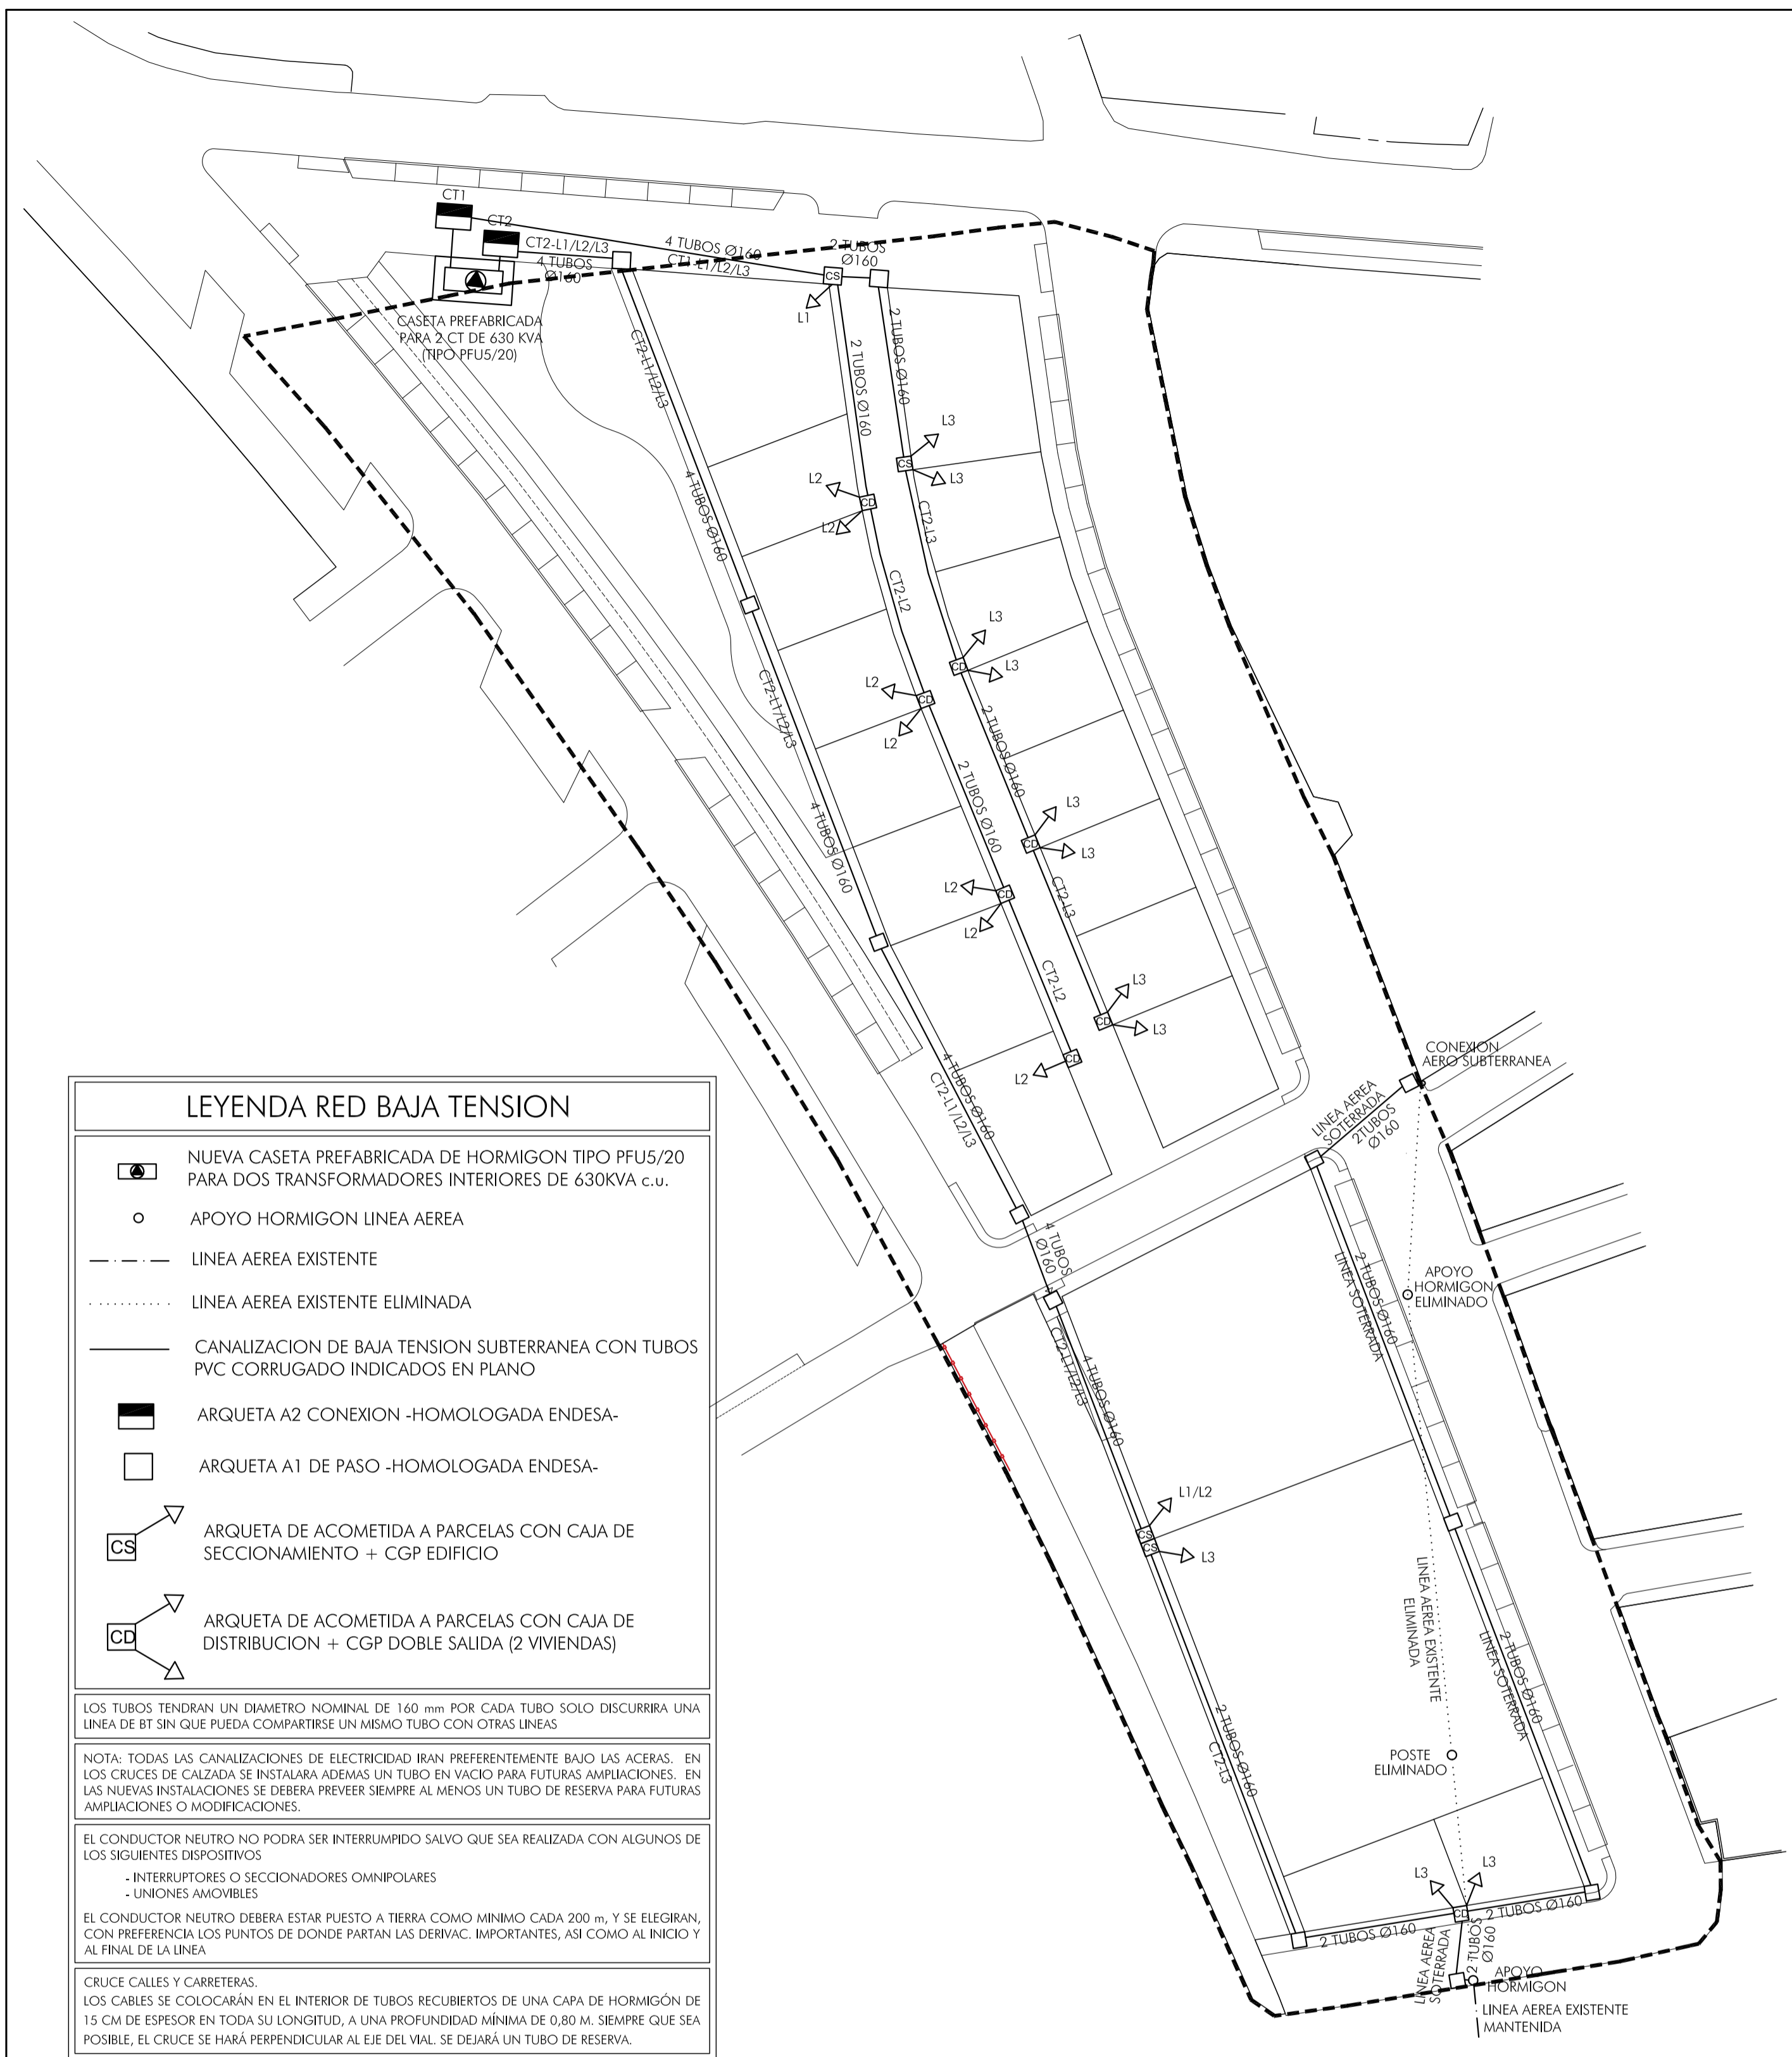 CT1
CT2
CT2-L1/L2/L3
4 TUBOS
Ø160
4 TUBOS Ø160
CT1-L1/L2/L3
2 TUBOS
Ø160
CS
L1
CASETA PREFABRICADA
PARA 2 CT DE 630 KVA
(TIPO PFU5/20)
CT2-L1/L2/L3
2 TUBOS Ø160
2 TUBOS Ø160
L3
CS
L3
4 TUBOS Ø160
L2
CD
L2
CT2-L3
CT2-L2
L3
CD
L3
L2
CD
L2
CT2-L1/L2/L3
2 TUBOS Ø160
2 TUBOS Ø160
4 TUBOS Ø160
L3
CD
L3
L2
CD
L2
CT2-L3
CT2-L2
L3
CD
L3
CD
L2
4 TUBOS Ø160
CT2-L1/L2/L3
CONEXION
AERO SUBTERRANEA
LINEA AEREA
SOTERRADA
2TUBOS
Ø160
4 TUBOS
Ø160
2 TUBOS Ø160
LINEA SOTERRADA
APOYO
HORMIGON
ELIMINADO
4 TUBOS Ø160
CT2-L1/L2/L3
L1/L2
CS
CS
L3
LINEA AEREA EXISTENTE
ELIMINADA
2 TUBOS Ø160
LINEA SOTERRADA
2 TUBOS Ø160
CT2-L3
POSTE
ELIMINADO
L3
L3
CD
2 TUBOS Ø160
2 TUBOS Ø160
LINEA AEREA
SOTERRADA
2 TUBOS
Ø160
APOYO
HORMIGON
LINEA AEREA EXISTENTE
MANTENIDA
LEYENDA RED BAJA TENSION
NUEVA CASETA PREFABRICADA DE HORMIGON TIPO PFU5/20
PARA DOS TRANSFORMADORES INTERIORES DE 630KVA c.u.
APOYO HORMIGON LINEA AEREA
LINEA AEREA EXISTENTE
LINEA AEREA EXISTENTE ELIMINADA
CANALIZACION DE BAJA TENSION SUBTERRANEA CON TUBOS
PVC CORRUGADO INDICADOS EN PLANO
ARQUETA A2 CONEXION -HOMOLOGADA ENDESA-
ARQUETA A1 DE PASO -HOMOLOGADA ENDESA-
CS
ARQUETA DE ACOMETIDA A PARCELAS CON CAJA DE
SECCIONAMIENTO + CGP EDIFICIO
CD
ARQUETA DE ACOMETIDA A PARCELAS CON CAJA DE
DISTRIBUCION + CGP DOBLE SALIDA (2 VIVIENDAS)
LOS TUBOS TENDRAN UN DIAMETRO NOMINAL DE 160 mm POR CADA TUBO SOLO DISCURRIRA UNA
LINEA DE BT SIN QUE PUEDA COMPARTIRSE UN MISMO TUBO CON OTRAS LINEAS
NOTA: TODAS LAS CANALIZACIONES DE ELECTRICIDAD IRAN PREFERENTEMENTE BAJO LAS ACERAS. EN
LOS CRUCES DE CALZADA SE INSTALARA ADEMAS UN TUBO EN VACIO PARA FUTURAS AMPLIACIONES. EN
LAS NUEVAS INSTALACIONES SE DEBERA PREVEER SIEMPRE AL MENOS UN TUBO DE RESERVA PARA FUTURAS
AMPLIACIONES O MODIFICACIONES.
EL CONDUCTOR NEUTRO NO PODRA SER INTERRUMPIDO SALVO QUE SEA REALIZADA CON ALGUNOS DE
LOS SIGUIENTES DISPOSITIVOS
- INTERRUPTORES O SECCIONADORES OMNIPOLARES
- UNIONES AMOVIBLES
EL CONDUCTOR NEUTRO DEBERA ESTAR PUESTO A TIERRA COMO MINIMO CADA 200 m, Y SE ELEGIRAN,
CON PREFERENCIA LOS PUNTOS DE DONDE PARTAN LAS DERIVAC. IMPORTANTES, ASI COMO AL INICIO Y
AL FINAL DE LA LINEA
CRUCE CALLES Y CARRETERAS.
LOS CABLES SE COLOCARÁN EN EL INTERIOR DE TUBOS RECUBIERTOS DE UNA CAPA DE HORMIGÓN DE
15 CM DE ESPESOR EN TODA SU LONGITUD, A UNA PROFUNDIDAD MÍNIMA DE 0,80 M. SIEMPRE QUE SEA
POSIBLE, EL CRUCE SE HARÁ PERPENDICULAR AL EJE DEL VIAL. SE DEJARÁ UN TUBO DE RESERVA.